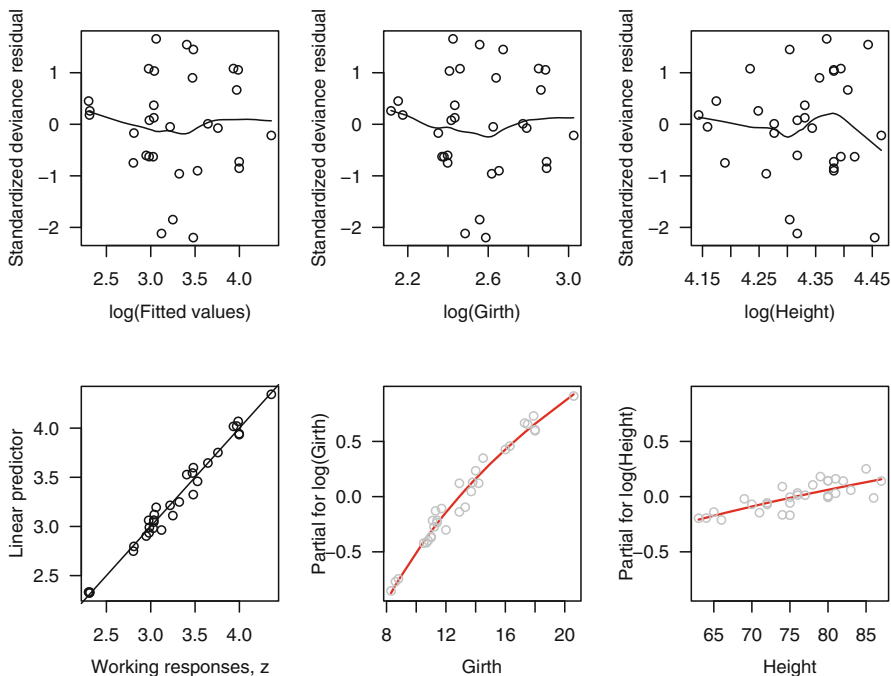 Standardized deviance residual
1
0
−1
−2
2.5 3.0 3.5 4.0
log(Fitted values)
Standardized deviance residual
1
0
−1
−2
2.2 2.6 3.0
log(Girth)
Standardized deviance residual
1
0
−1
−2
4.15 4.25 4.35 4.45
log(Height)
Linear predictor
4.0
3.5
3.0
2.5
2.5 3.0 3.5 4.0
Working responses, z
Partial for log(Girth)
0.5
0.0
−0.5
8 12 16 20
Girth
Partial for log(Height)
0.5
0.0
−0.5
65 70 75 80 85
Height